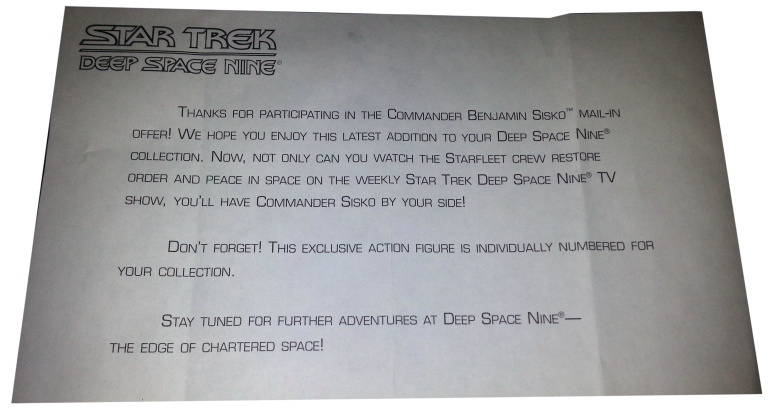 STAR TREK
DEEP SPACE NINE®
THANKS FOR PARTICIPATING IN THE COMMANDER BENJAMIN SISKO™ MAIL-IN
OFFER! WE HOPE YOU ENJOY THIS LATEST ADDITION TO YOUR DEEP SPACE NINE®
COLLECTION. NOW, NOT ONLY CAN YOU WATCH THE STARFLEET CREW RESTORE
ORDER AND PEACE IN SPACE ON THE WEEKLY STAR TREK DEEP SPACE NINE® TV
SHOW, YOU'LL HAVE COMMANDER SISKO BY YOUR SIDE!
DON'T FORGET! THIS EXCLUSIVE ACTION FIGURE IS INDIVIDUALLY NUMBERED FOR
YOUR COLLECTION.
STAY TUNED FOR FURTHER ADVENTURES AT DEEP SPACE NINE®—
THE EDGE OF CHARTERED SPACE!